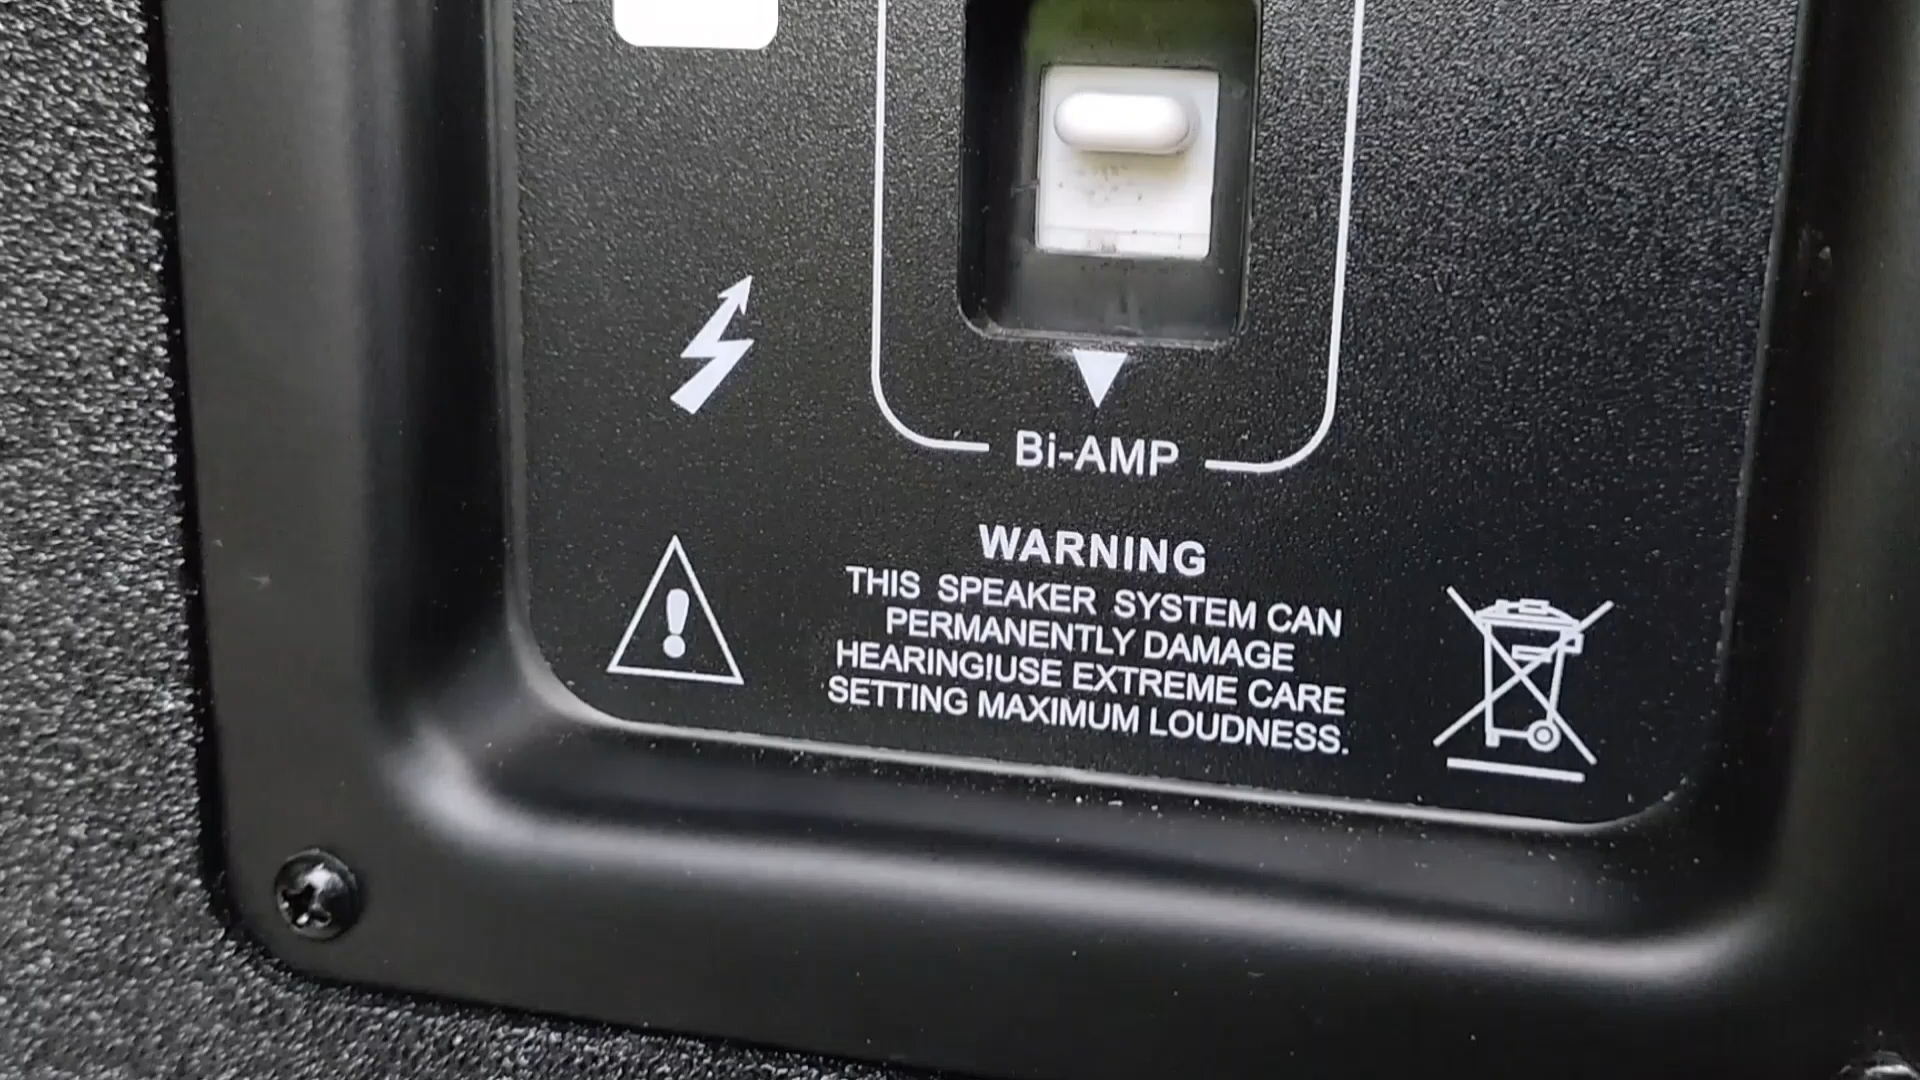 Bi-AMP
WARNING
THIS SPEAKER SYSTEM CAN
PERMANENTLY DAMAGE
HEARING!USE EXTREME CARE
SETTING MAXIMUM LOUDNESS.